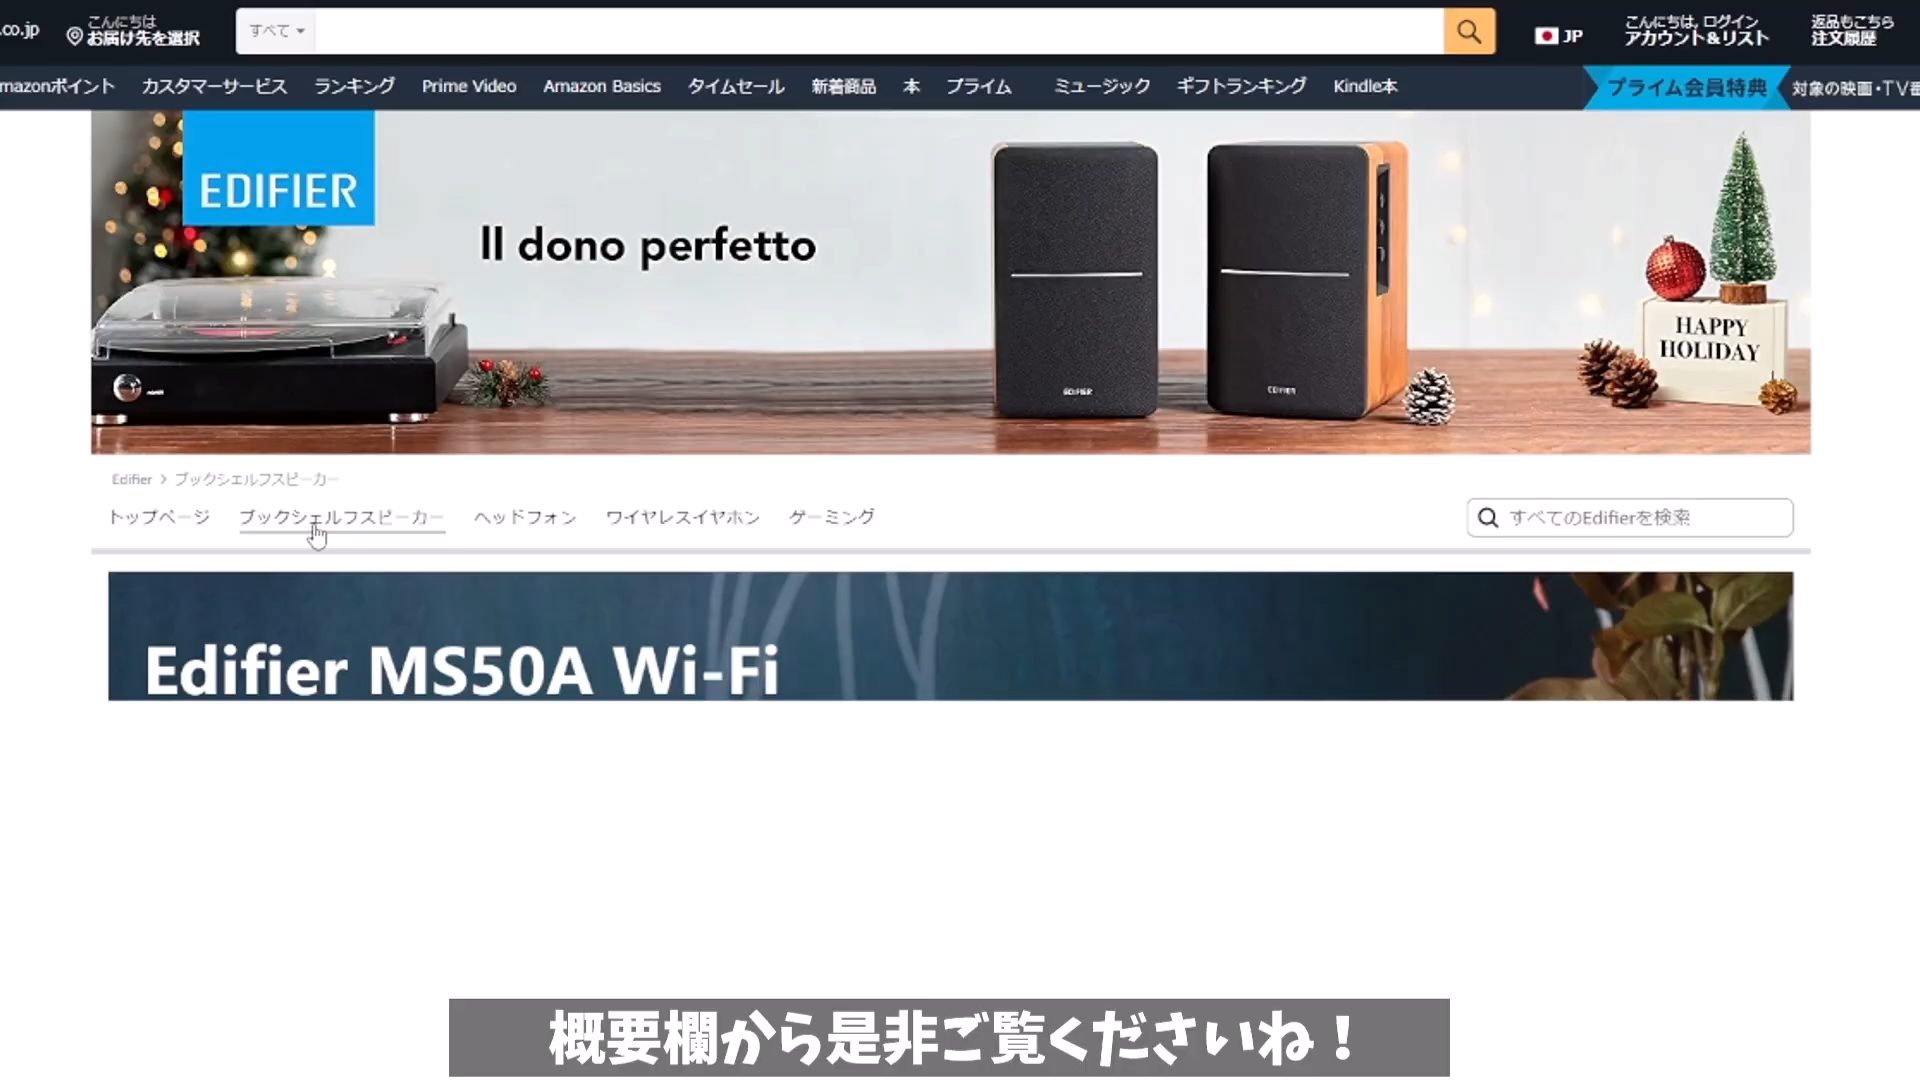 .co.jp
こんにちは
お届け先を選択
すべて
JP
こんにちは, ログイン
アカウント&リスト
返品もこちら
注文履歴
mazonポイント カスタマーサービス ランキング Prime Video Amazon Basics タイムセール 新着商品 本 プライム ミュージック ギフトランキング Kindle本
プライム会員特典 対象の映画・TV番
EDIFIER
Il dono perfetto
EDIFIER
EDIFIER
HAPPY
HOLIDAY
Edifier > ブックシェルフスピーカー
トップページ ブックシェルフスピーカー ヘッドフォン ワイヤレスイヤホン ゲーミング
すべてのEdifierを検索
Edifier MS50A Wi-Fi
概要欄から是非ご覧くださいね！